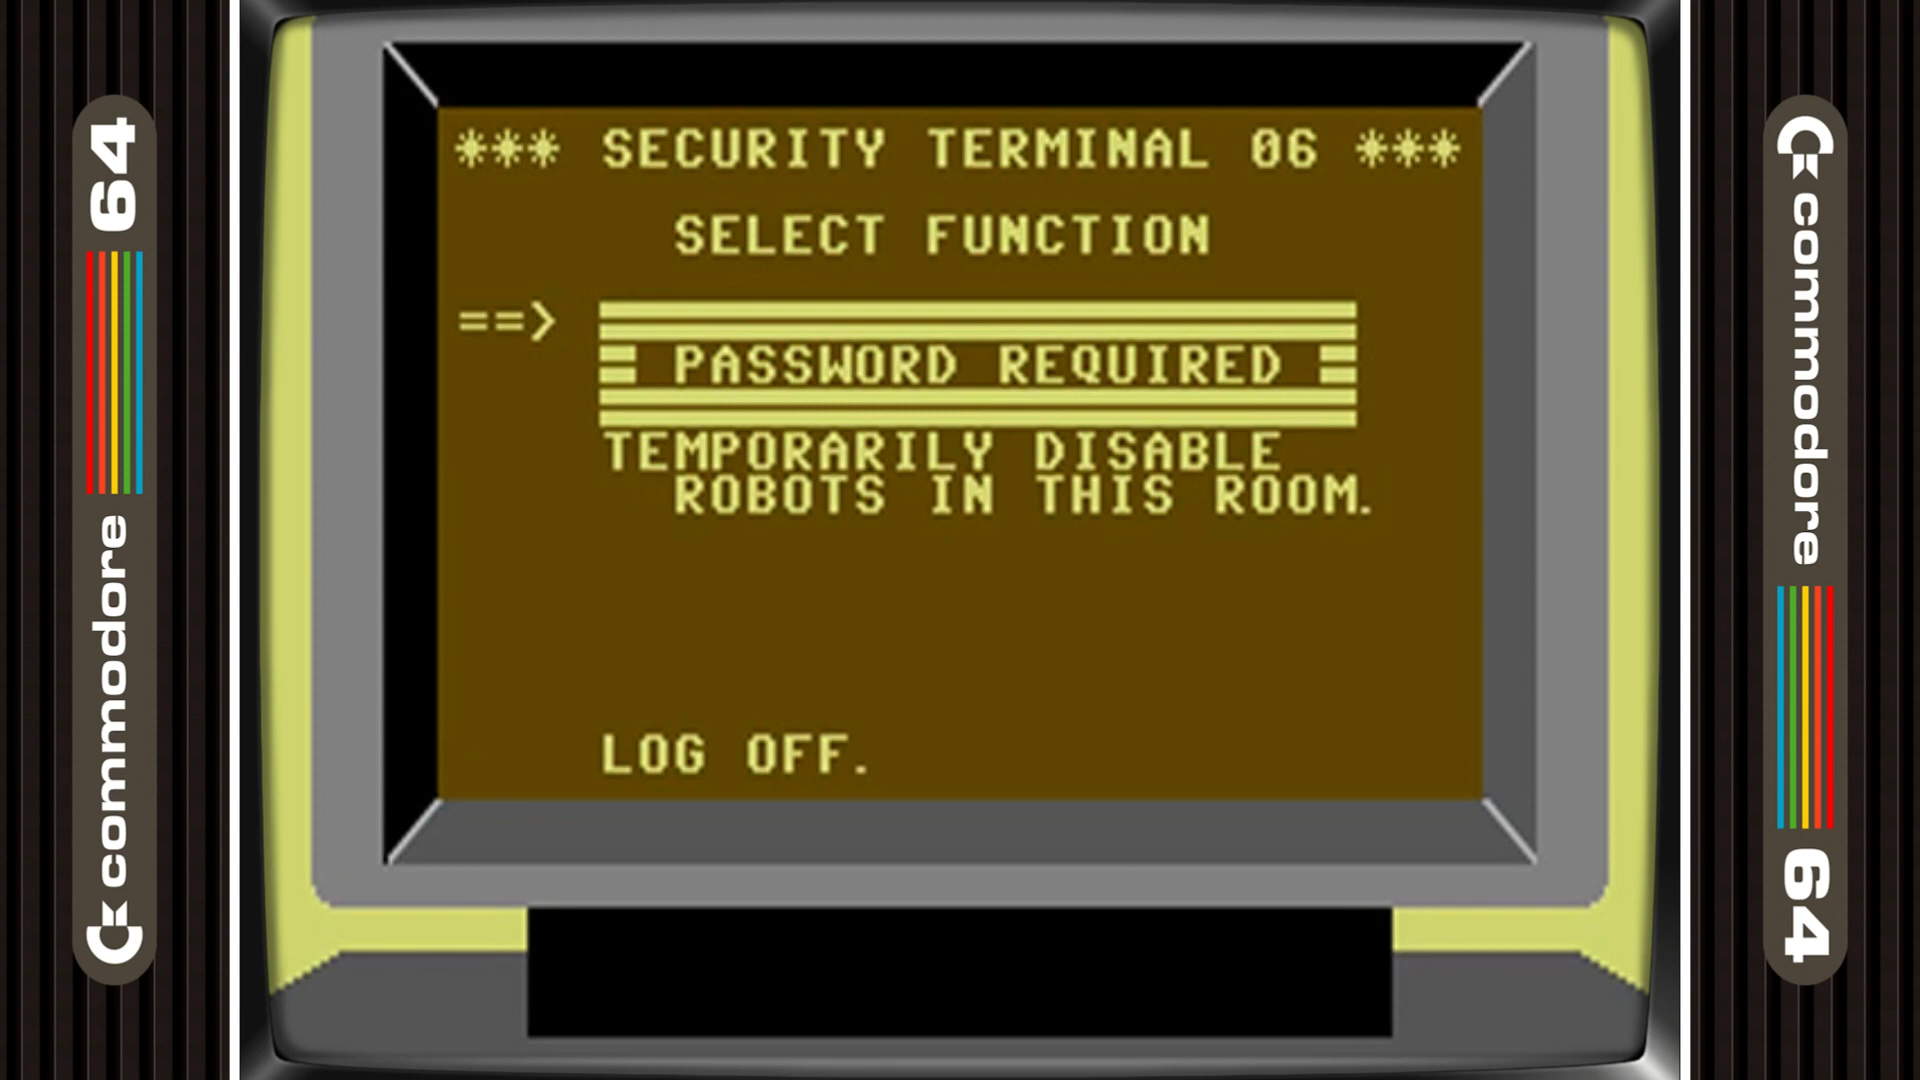 *** SECURITY TERMINAL 06 ***
SELECT FUNCTION
==>
PASSWORD REQUIRED
TEMPORARILY DISABLE
ROBOTS IN THIS ROOM.
LOG OFF.
commodore 64
commodore 64